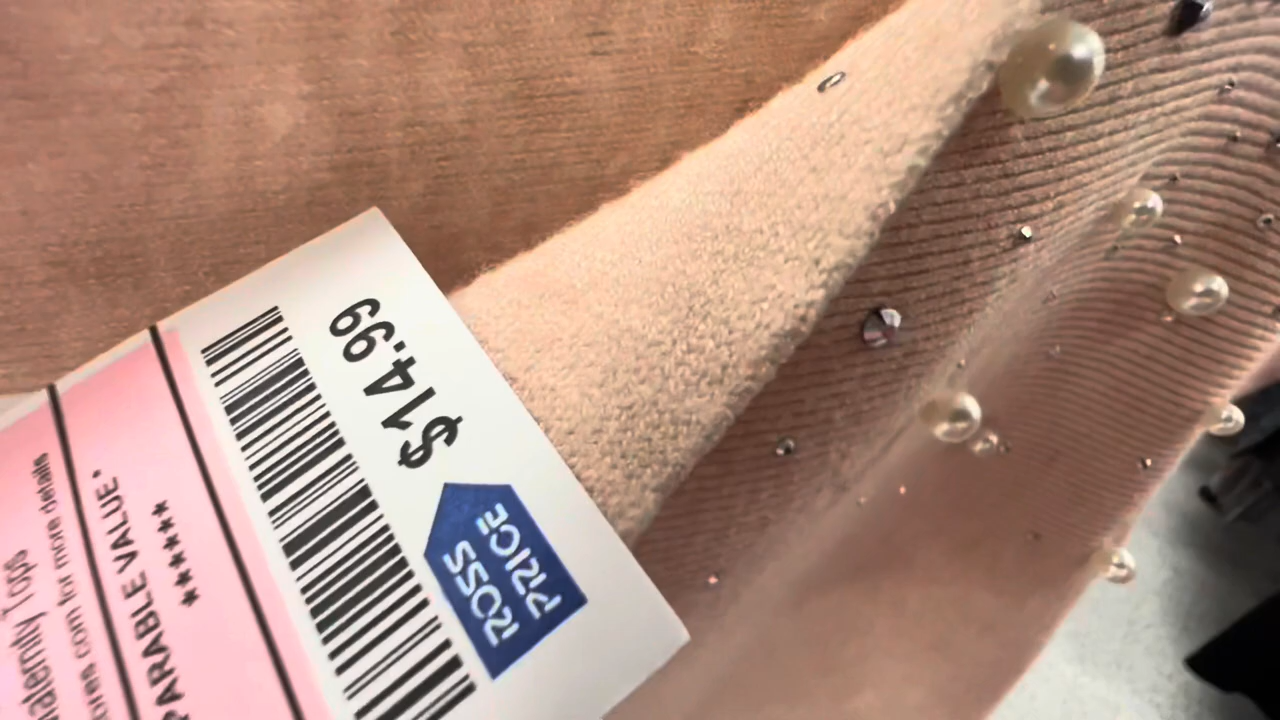 aternity Tops
ores.com for more details
PARABLE VALUE*
******
$14.99
ROSS
PRICE